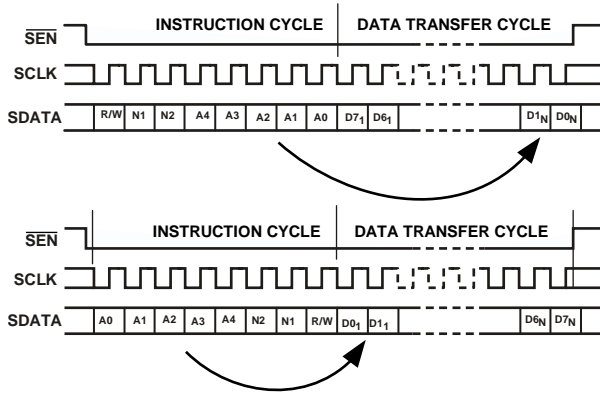 INSTRUCTION CYCLE DATA TRANSFER CYCLE
SEN
SCLK
SDATA R/W N1 N2 A4 A3 A2 A1 A0 D7₁ D6₁ D1N D0N
INSTRUCTION CYCLE DATA TRANSFER CYCLE
SEN
SCLK
SDATA A0 A1 A2 A3 A4 N2 N1 R/W D0₁ D1₁ D6N D7N